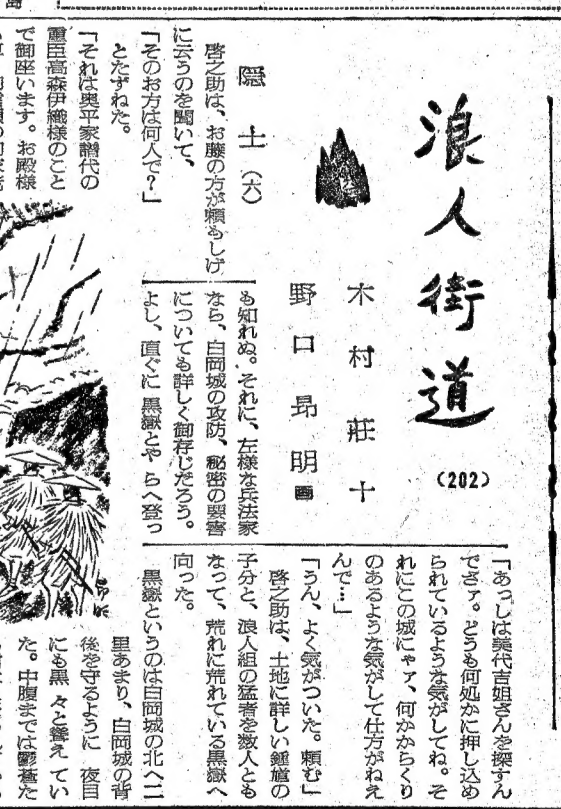 浪人街道
(202)
木村荘十
野口昂明画
隠士(六)
啓之助は、お藤の方が頼もしげ
に云うのを聞いて、
「そのお方は何人で?」
とたずねた。
「それは奥平家譜代の
重臣高森伊織様のこと
で御座います。お殿様
も知れぬ。それに、左様な兵法家
なら、白岡城の攻防、秘密の要害
についても詳しく御存じだろう。
よし、直ぐに黒嶽とやらへ登っ
「あっしは美代吉姐さんを探すん
でさァ。どうも何処かに押し込め
られているような気がしてね。そ
れにこの城にゃァ、何かからくり
のあるような気がして仕方がねえ
んで…」
「うん、よく気がついた。頼む」
啓之助は、土地に詳しい鍾馗の
子分と、浪人組の猛者を数人とも
なって、荒れに荒れている黒嶽へ
向った。
黒嶽というのは白岡城の北へ二
里あまり、白岡城の背
後を守るように夜目
にも黒々と聳えてい
た。中腹までは鬱蒼た